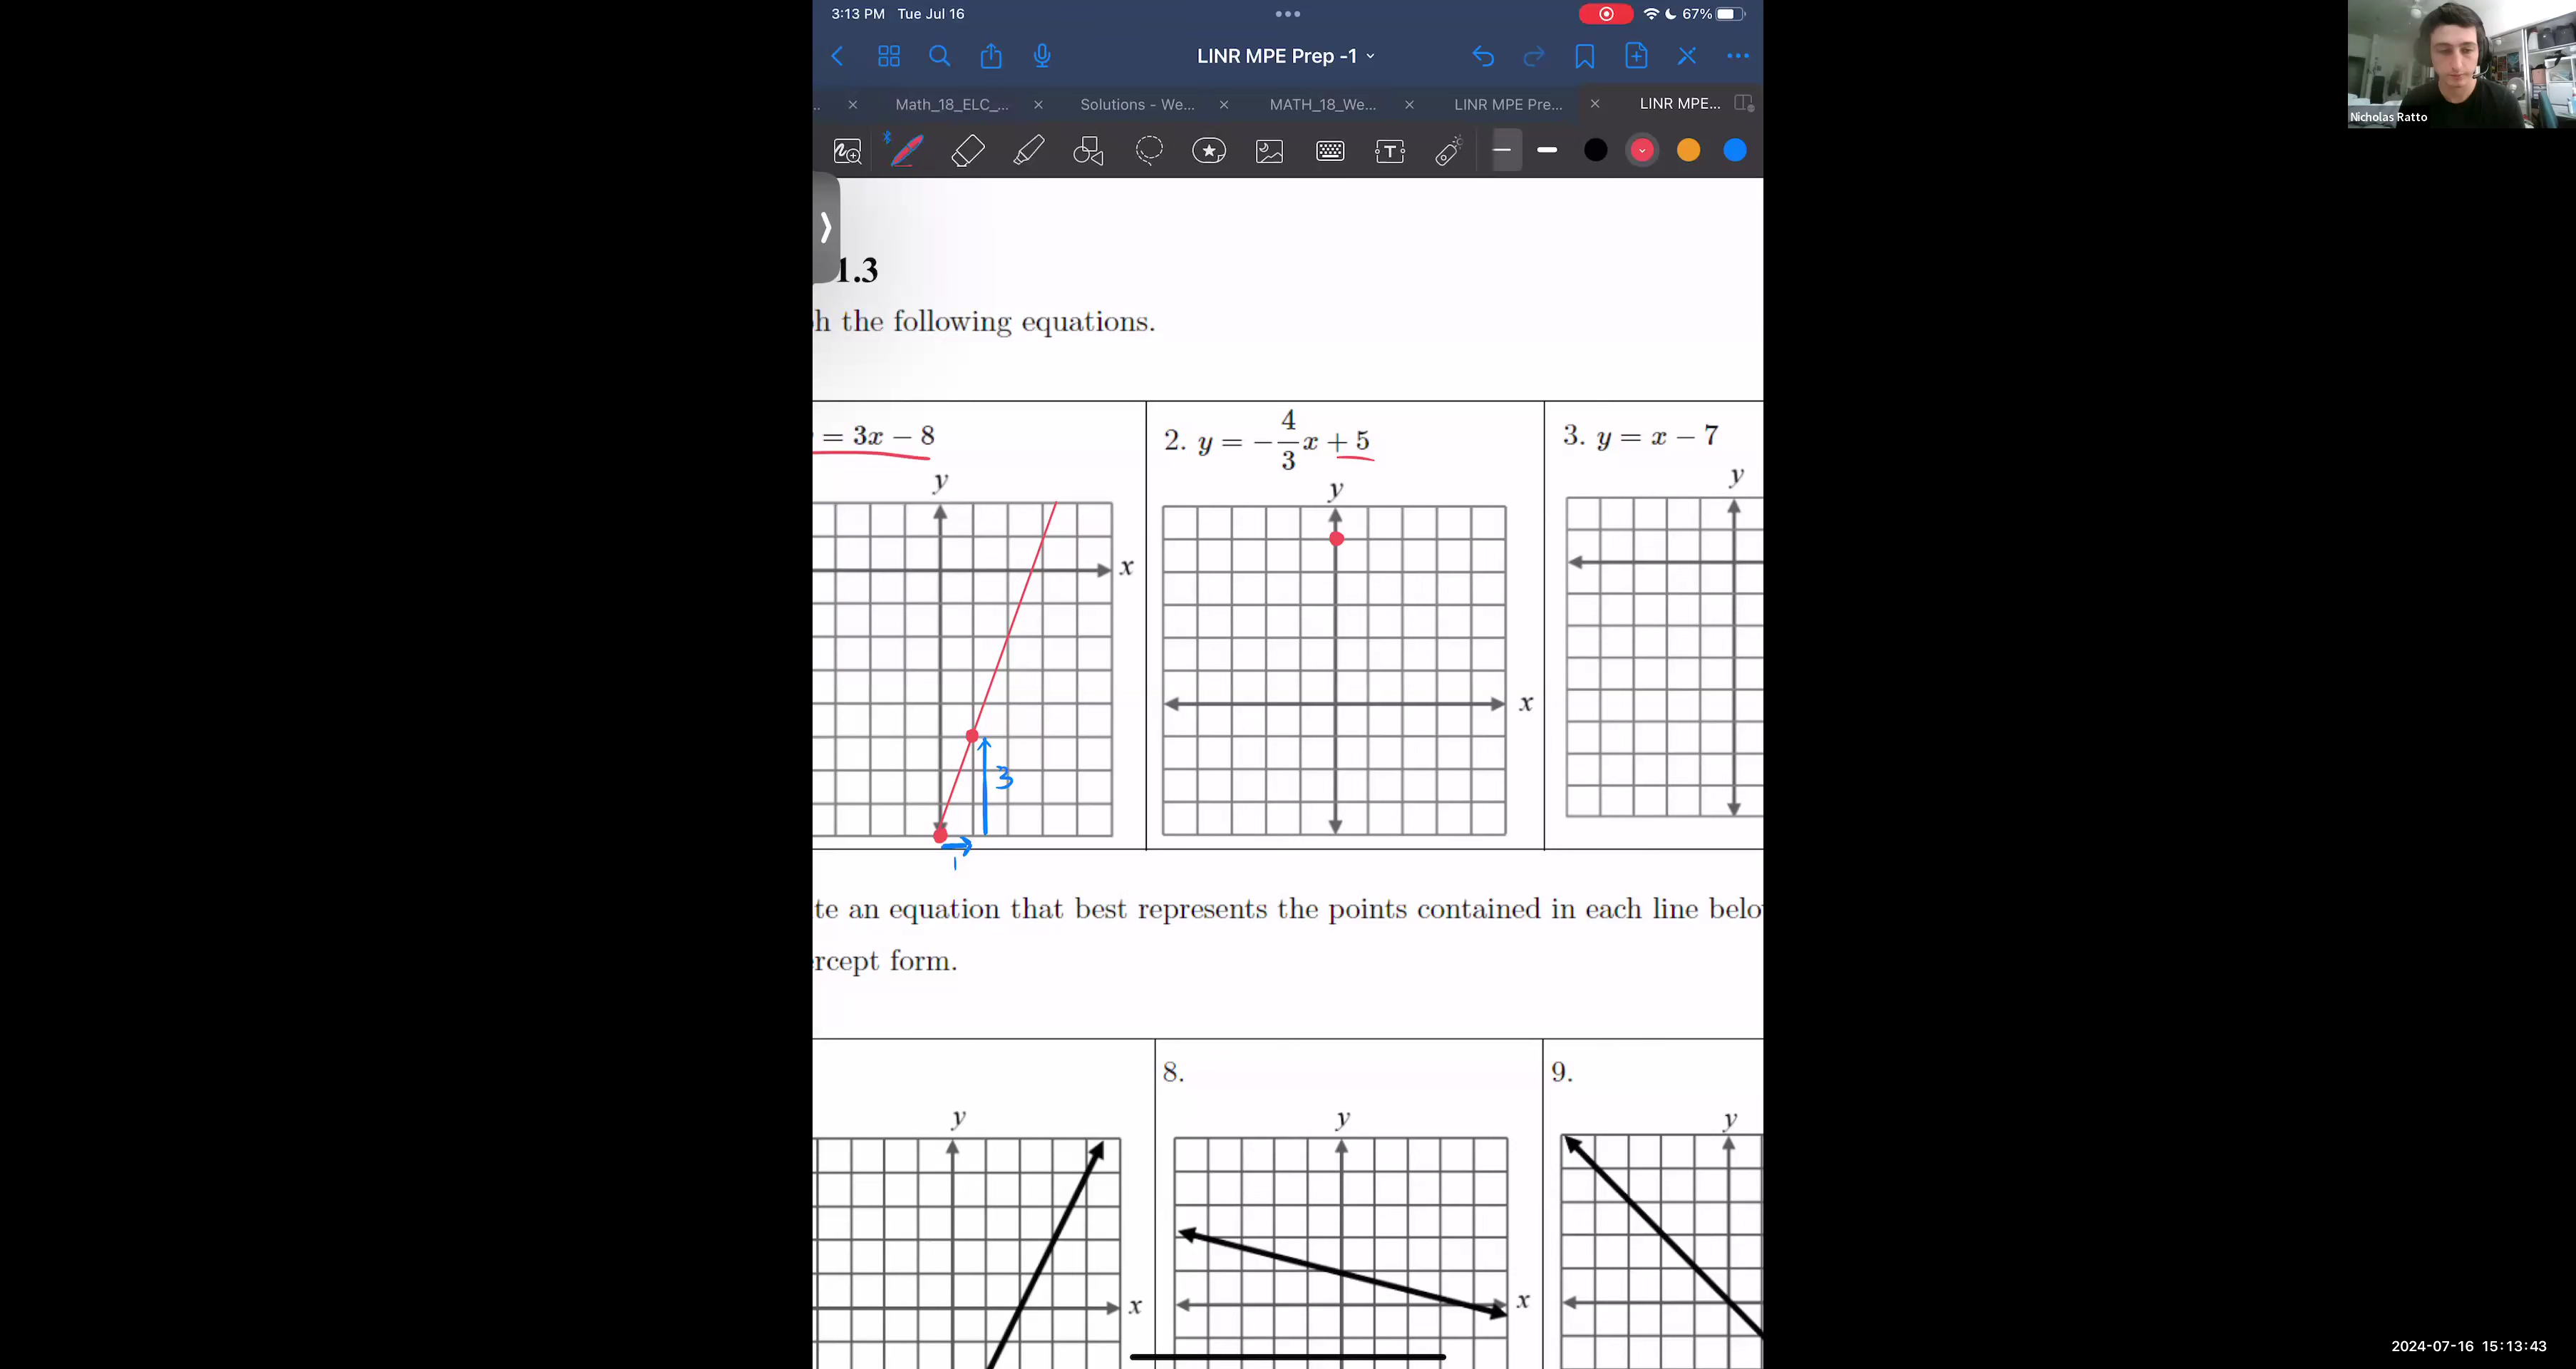 3:13 PM Tue Jul 16
67%
LINR MPE Prep -1
Math_18_ELC_...
Solutions - We...
MATH_18_We...
LINR MPE Pre...
LINR MPE...
Nicholas Ratto
1.3
h the following equations.
= 3x − 8
2. y = −4/3 x + 5
3. y = x − 7
y
y
y
x
x
3
1
te an equation that best represents the points contained in each line belo
rcept form.
8.
9.
y
y
y
x
x
2024-07-16 15:13:43